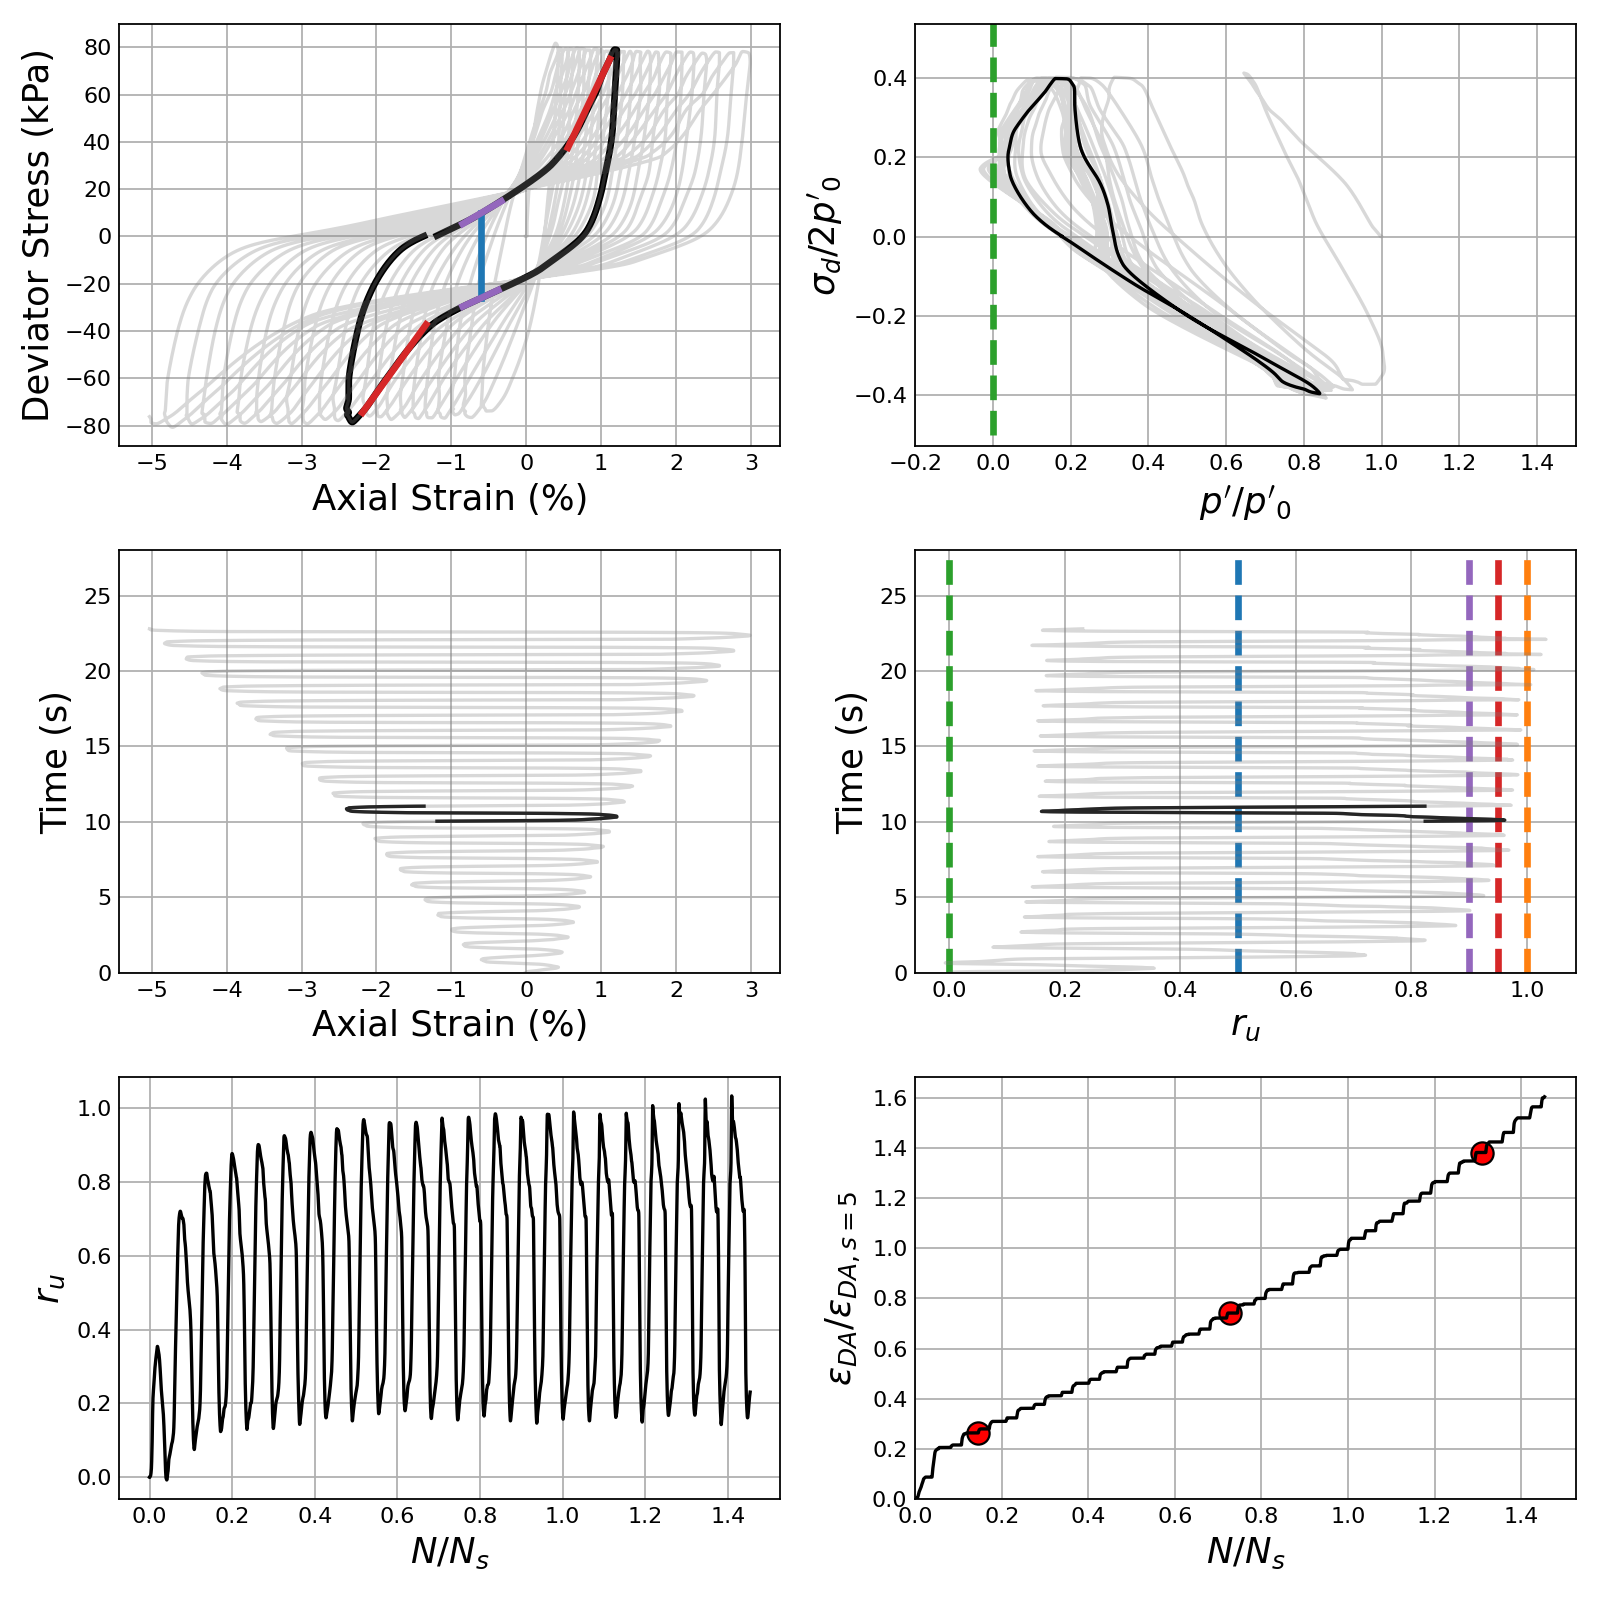 80
60
40
20
0
−20
−40
−60
−80
Deviator Stress (kPa)
−5 −4 −3 −2 −1 0 1 2 3
Axial Strain (%)
0.4
0.2
0.0
−0.2
−0.4
σd/2p′0
−0.2 0.0 0.2 0.4 0.6 0.8 1.0 1.2 1.4
p′/p′0
25
20
15
10
5
0
Time (s)
−5 −4 −3 −2 −1 0 1 2 3
Axial Strain (%)
25
20
15
10
5
0
Time (s)
0.0 0.2 0.4 0.6 0.8 1.0
ru
1.0
0.8
0.6
0.4
0.2
0.0
ru
0.0 0.2 0.4 0.6 0.8 1.0 1.2 1.4
N/Ns
1.6
1.4
1.2
1.0
0.8
0.6
0.4
0.2
0.0
εDA/εDA, s = 5
0.0 0.2 0.4 0.6 0.8 1.0 1.2 1.4
N/Ns